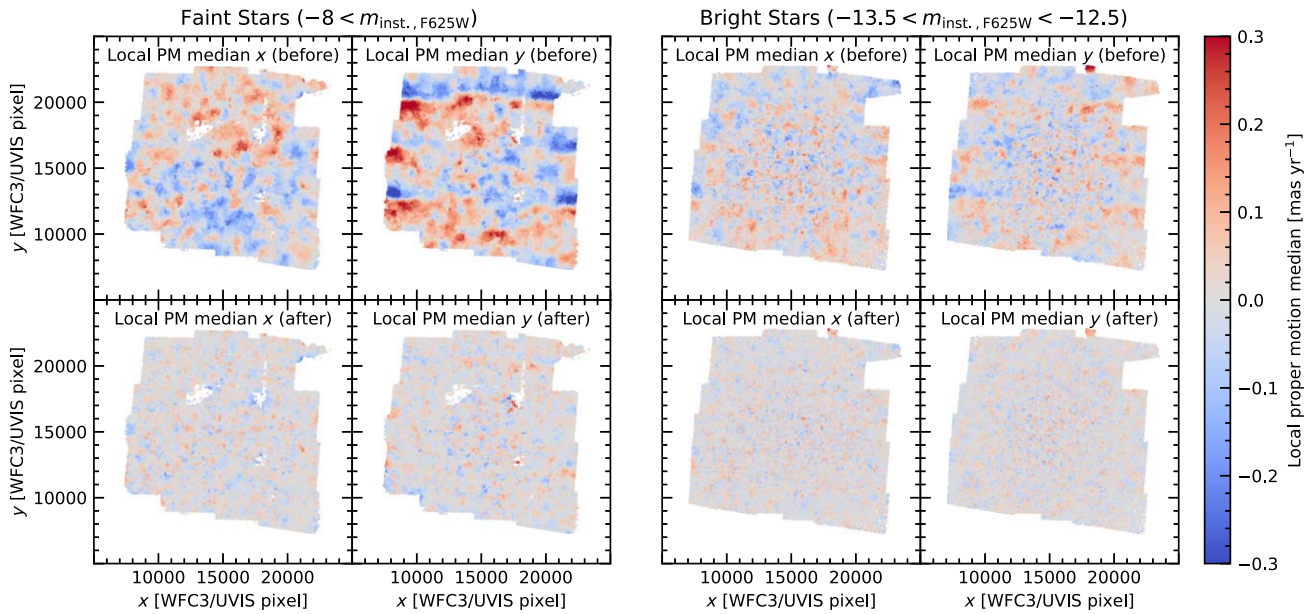 Faint Stars (−8 < m_inst., F625W)
Bright Stars (−13.5 < m_inst., F625W < −12.5)
Local PM median x (before)
Local PM median y (before)
Local PM median x (before)
Local PM median y (before)
20000
15000
10000
y [WFC3/UVIS pixel]
Local PM median x (after)
Local PM median y (after)
Local PM median x (after)
Local PM median y (after)
20000
15000
10000
y [WFC3/UVIS pixel]
10000 15000 20000
10000 15000 20000
10000 15000 20000
10000 15000 20000
x [WFC3/UVIS pixel]
x [WFC3/UVIS pixel]
x [WFC3/UVIS pixel]
x [WFC3/UVIS pixel]
0.3
0.2
0.1
0.0
−0.1
−0.2
−0.3
Local proper motion median [mas yr⁻¹]